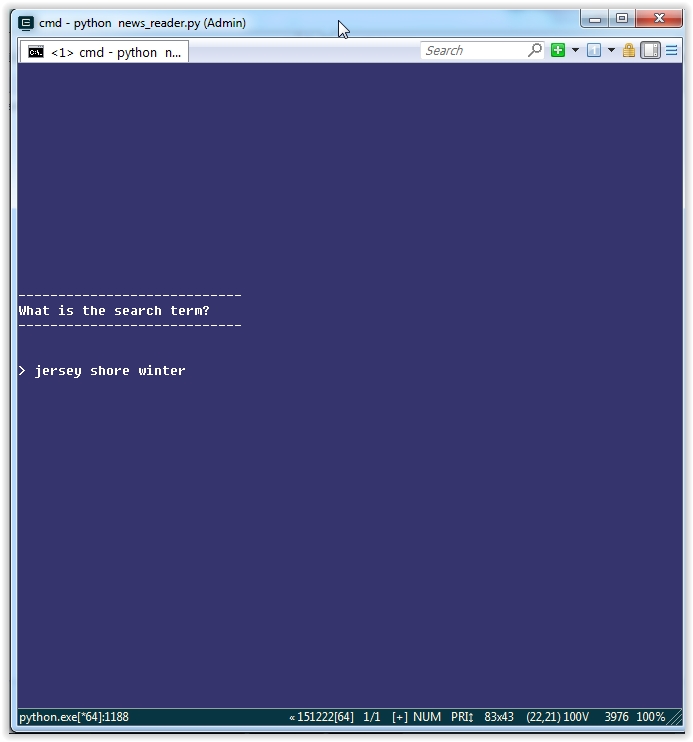 cmd - python  news_reader.py (Admin)
<1> cmd - python  n...
Search
---------------------------
What is the search term?
---------------------------
> jersey shore winter
python.exe[*64]:1188 « 151222[64] 1/1 [+] NUM PRI↕ 83x43 (22,21) 100V 3976 100%